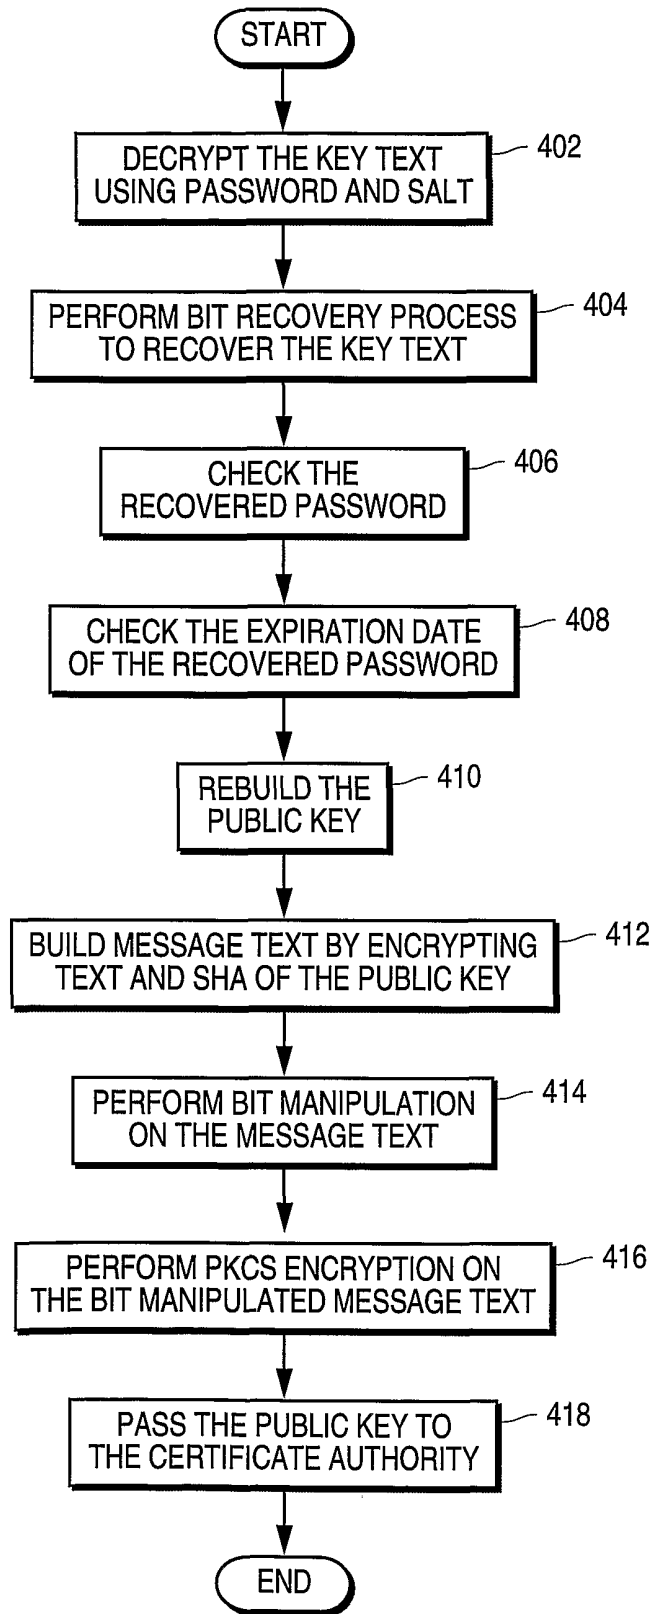 START
402
DECRYPT THE KEY TEXT
USING PASSWORD AND SALT
404
PERFORM BIT RECOVERY PROCESS
TO RECOVER THE KEY TEXT
406
CHECK THE
RECOVERED PASSWORD
408
CHECK THE EXPIRATION DATE
OF THE RECOVERED PASSWORD
410
REBUILD THE
PUBLIC KEY
412
BUILD MESSAGE TEXT BY ENCRYPTING
TEXT AND SHA OF THE PUBLIC KEY
414
PERFORM BIT MANIPULATION
ON THE MESSAGE TEXT
416
PERFORM PKCS ENCRYPTION ON
THE BIT MANIPULATED MESSAGE TEXT
418
PASS THE PUBLIC KEY TO
THE CERTIFICATE AUTHORITY
END